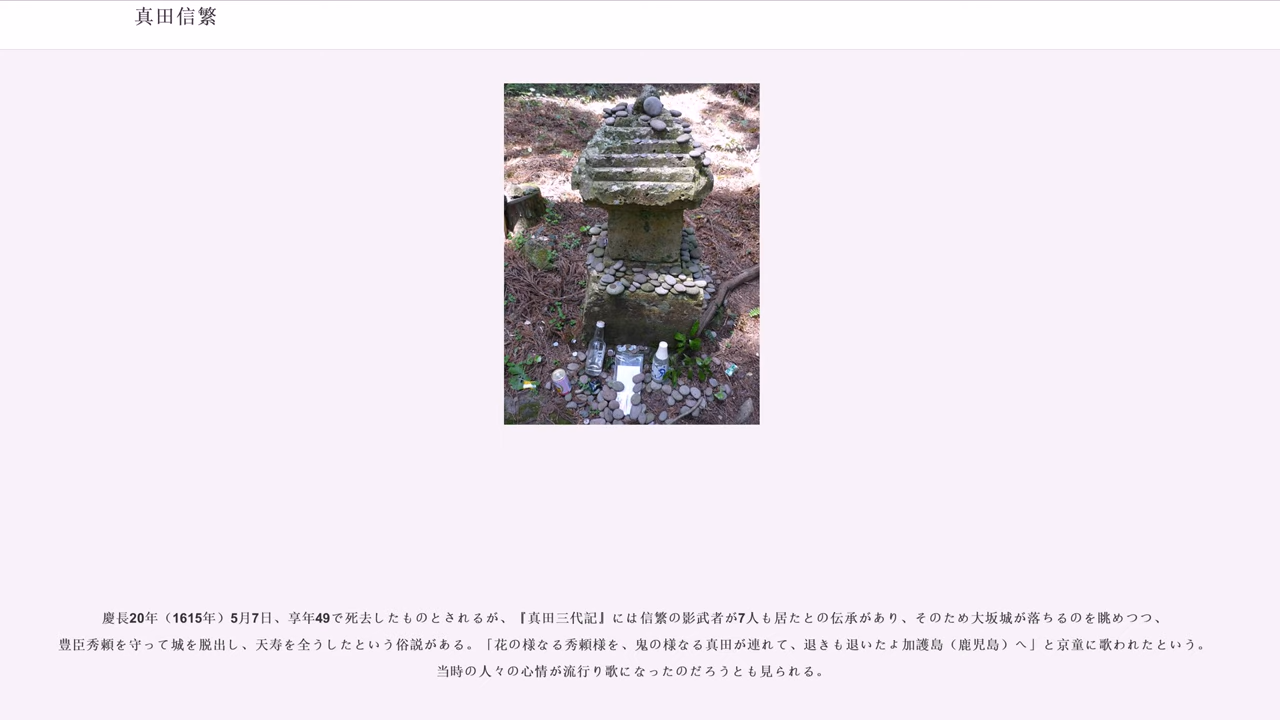 真田信繁
慶長20年（1615年）5月7日、享年49で死去したものとされるが、『真田三代記』には信繁の影武者が7人も居たとの伝承があり、そのため大坂城が落ちるのを眺めつつ、
豊臣秀頼を守って城を脱出し、天寿を全うしたという俗説がある。「花の様なる秀頼様を、鬼の様なる真田が連れて、退きも退いたよ加護島（鹿児島）へ」と京童に歌われたという。
当時の人々の心情が流行り歌になったのだろうとも見られる。